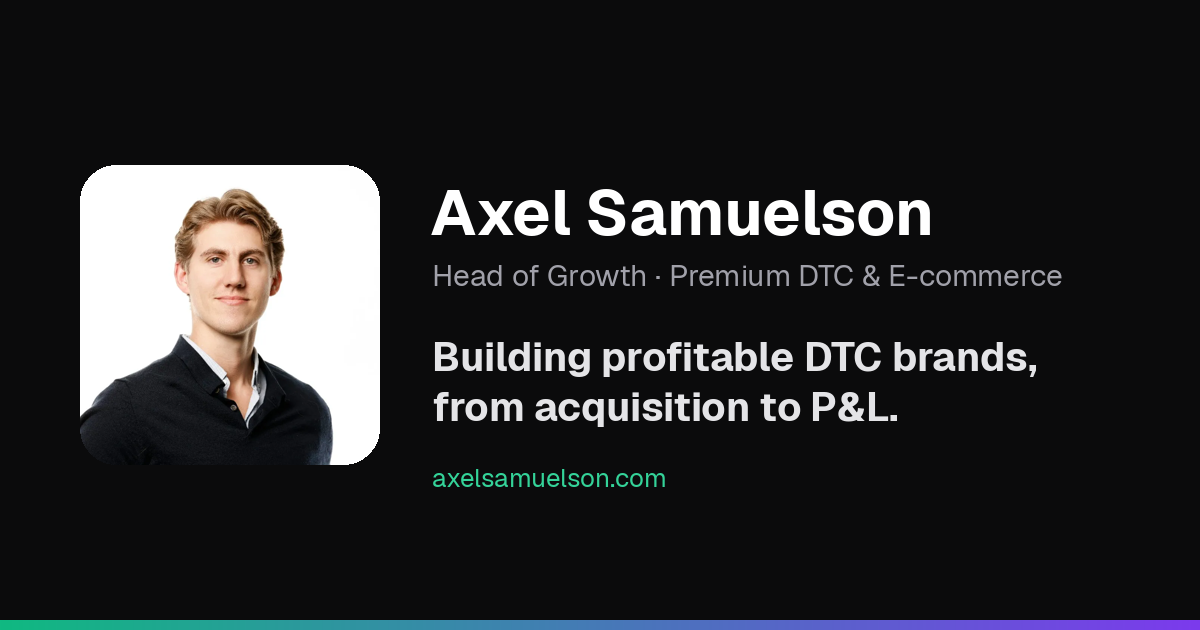 Axel Samuelson
Head of Growth · Premium DTC & E-commerce
Building profitable DTC brands,
from acquisition to P&L.
axelsamuelson.com